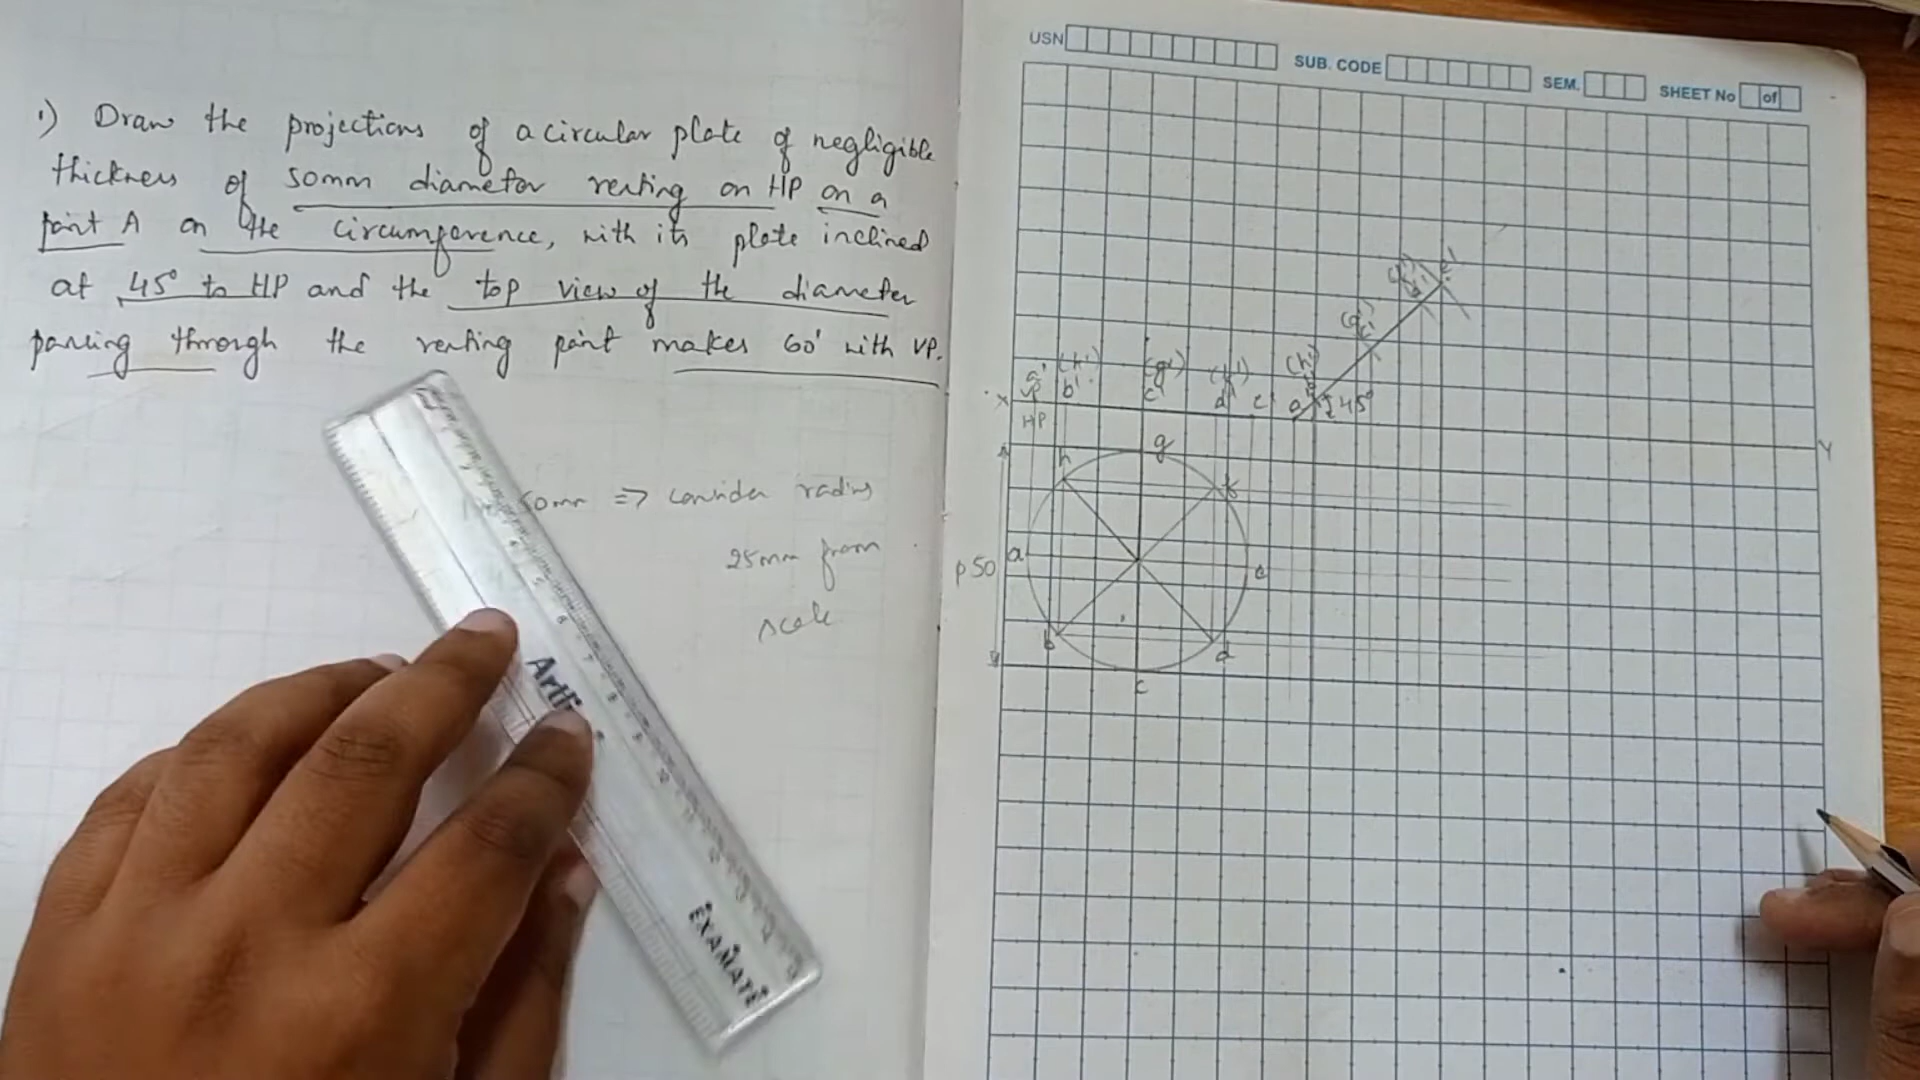 1) Draw the projections of a circular plate of negligible
thickness of 50mm diameter resting on HP on a
point A on the circumference, with its plate inclined
at 45° to HP and the top view of the diameter
passing through the resting point makes 60' with VP.
50mm => consider radius
25mm from
scale
EXAMATE
USN
SUB. CODE
SEM.
SHEET No of
e'
(g')
c'
(h')
a' (h') (g') d' c'
VP b' c'
45°
X
HP
Y
g
h
a
e
50
b
d
c